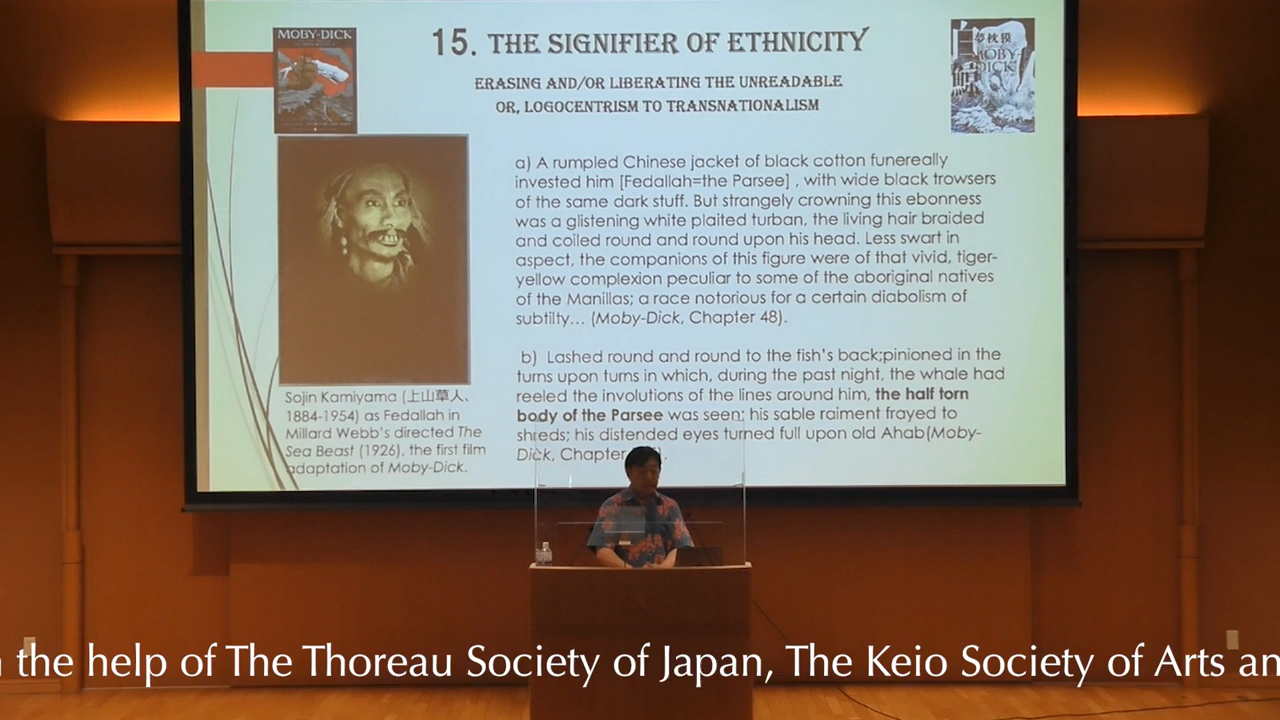 MOBY-DICK
15. THE SIGNIFIER OF ETHNICITY
ERASING AND/OR LIBERATING THE UNREADABLE
OR, LOGOCENTRISM TO TRANSNATIONALISM
白鯨
夢枕獏
MOBY-
DICK
a) A rumpled Chinese jacket of black cotton funereally
invested him [Fedallah=the Parsee] , with wide black trowsers
of the same dark stuff. But strangely crowning this ebonness
was a glistening white plaited turban, the living hair braided
and coiled round and round upon his head. Less swart in
aspect, the companions of this figure were of that vivid, tiger-
yellow complexion peculiar to some of the aboriginal natives
of the Manillas; a race notorious for a certain diabolism of
subtilty… (Moby-Dick, Chapter 48).
b) Lashed round and round to the fish's back;pinioned in the
turns upon turns in which, during the past night, the whale had
reeled the involutions of the lines around him, the half torn
body of the Parsee was seen; his sable raiment frayed to
shreds; his distended eyes turned full upon old Ahab(Moby-
Dick, Chapter
Sojin Kamiyama (上山草人、
1884-1954) as Fedallah in
Millard Webb's directed The
Sea Beast (1926), the first film
adaptation of Moby-Dick.
the help of The Thoreau Society of Japan, The Keio Society of Arts an